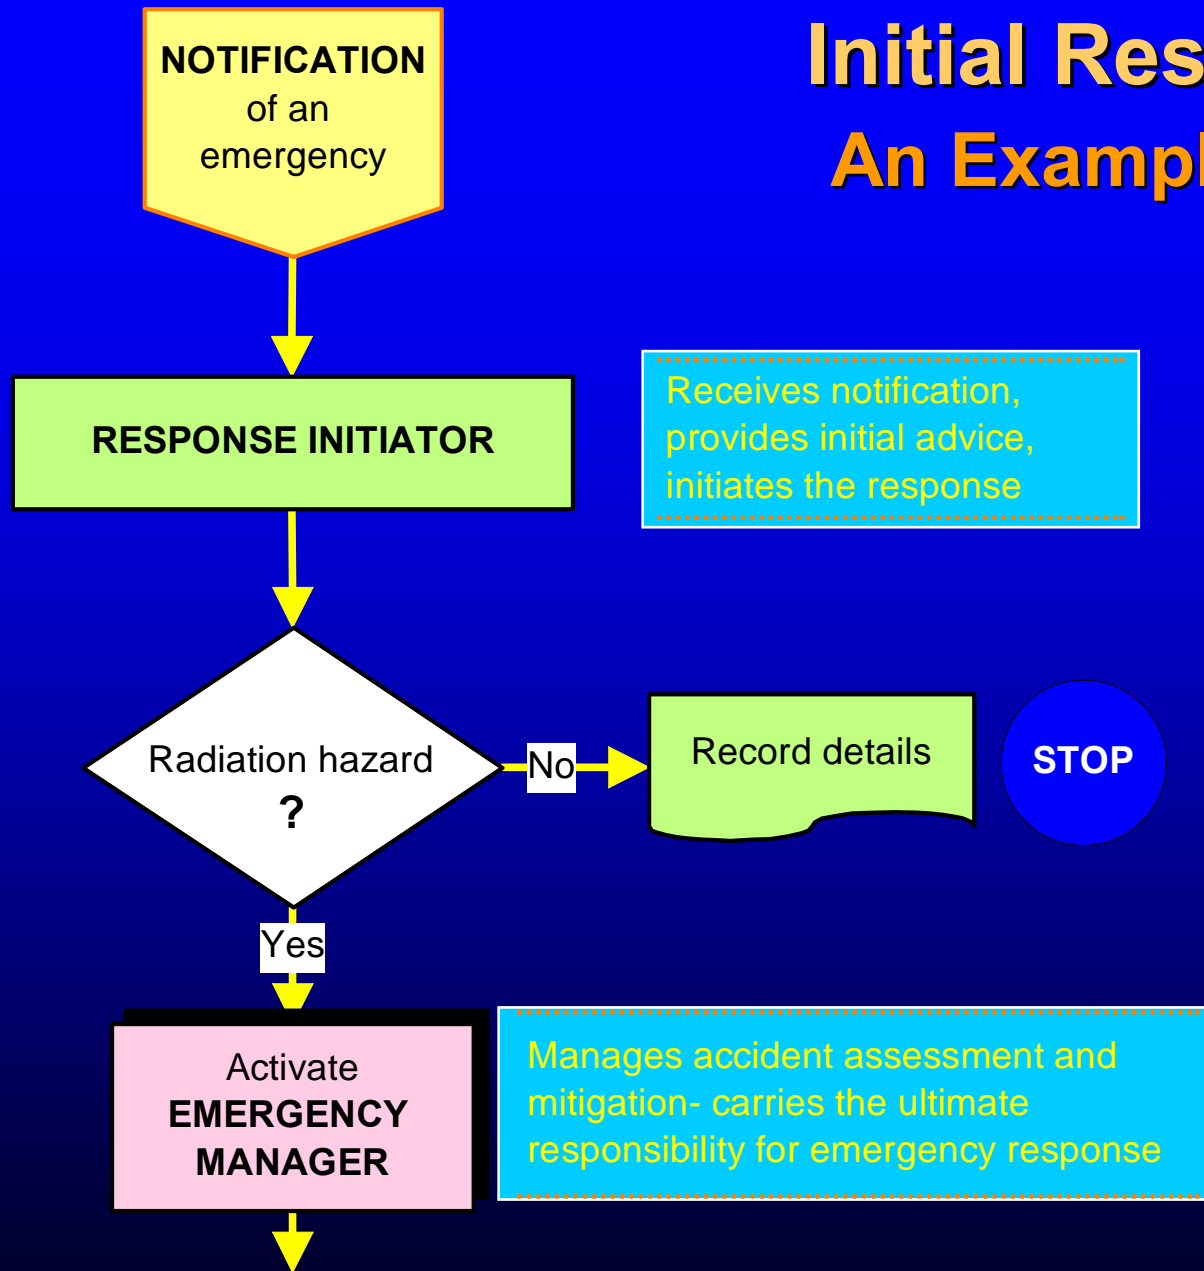 Initial Res
An Exampl
NOTIFICATION
of an
emergency
RESPONSE INITIATOR
Receives notification,
provides initial advice,
initiates the response
Radiation hazard
?
No
Record details
STOP
Yes
Activate
EMERGENCY
MANAGER
Manages accident assessment and
mitigation- carries the ultimate
responsibility for emergency response